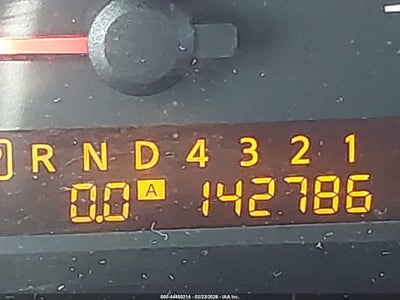 P R N D 4 3 2 1
0.0 A 142786
000-44450214 - 02/23/2026 - IAA Inc.